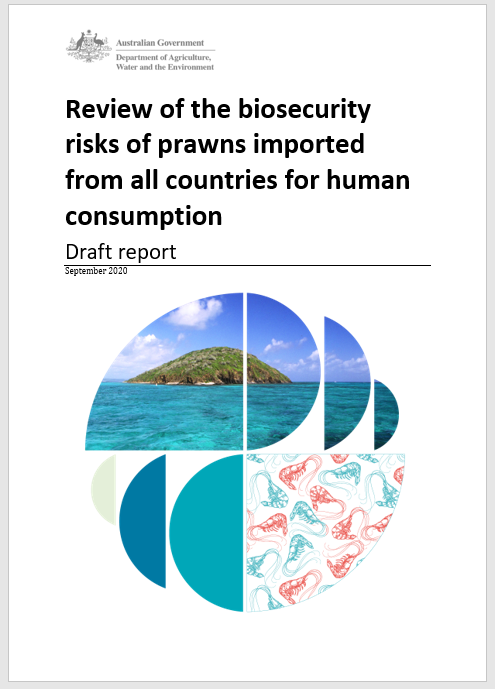 Australian Government
Department of Agriculture,
Water and the Environment
Review of the biosecurity
risks of prawns imported
from all countries for human
consumption
Draft report
September 2020